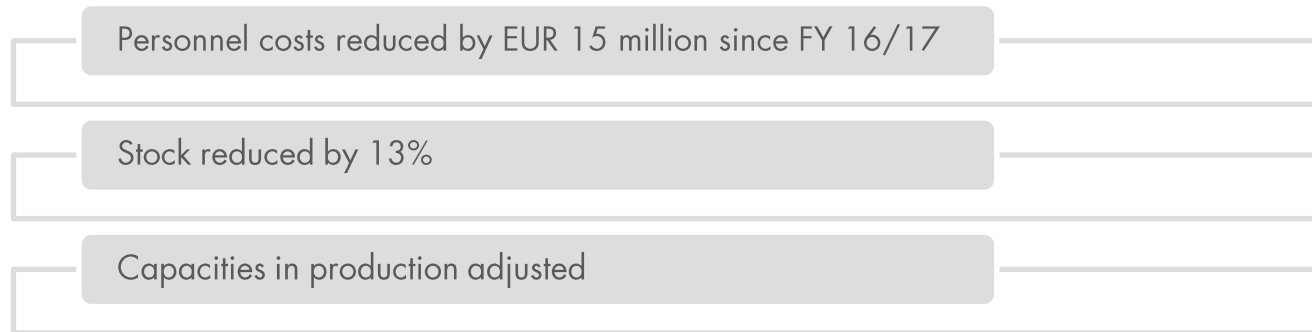 Personnel costs reduced by EUR 15 million since FY 16/17
Stock reduced by 13%
Capacities in production adjusted